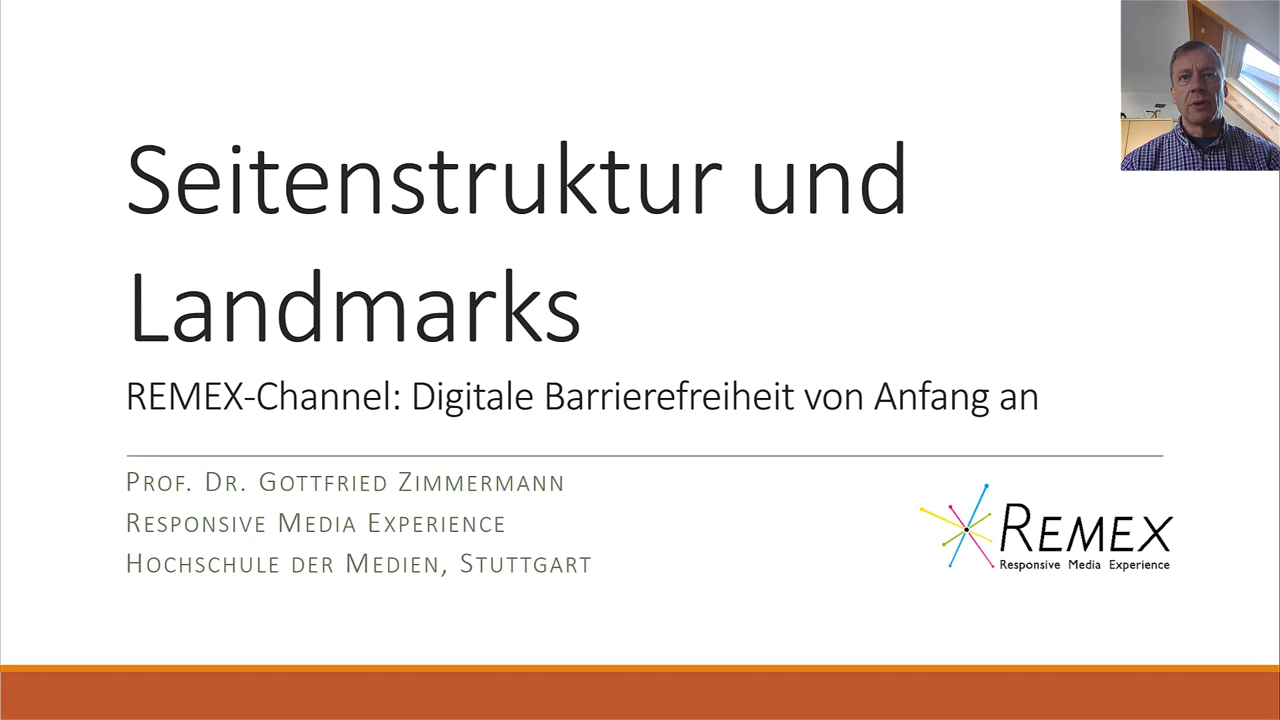 Seitenstruktur und
Landmarks
REMEX-Channel: Digitale Barrierefreiheit von Anfang an
Prof. Dr. Gottfried Zimmermann
Responsive Media Experience
Hochschule der Medien, Stuttgart
Remex
Responsive Media Experience